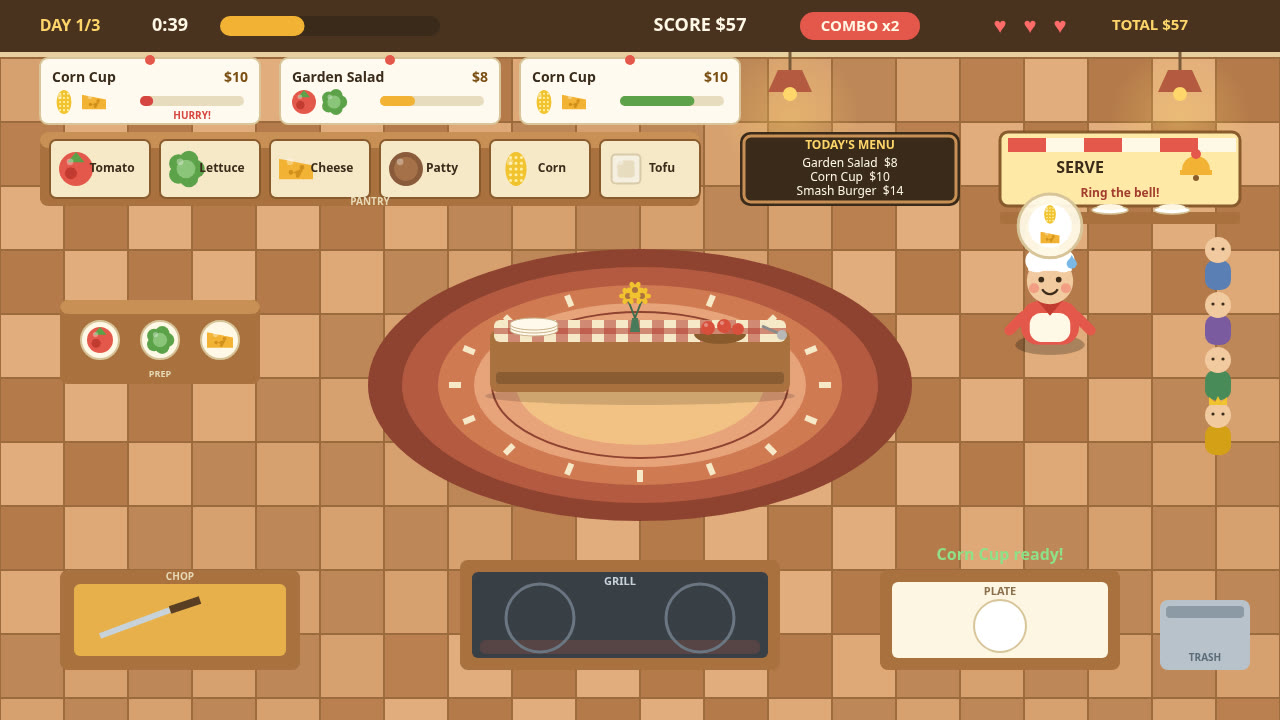 DAY 1/3
0:39
SCORE $57
COMBO x2
TOTAL $57
Corn Cup $10
HURRY!
Garden Salad $8
Corn Cup $10
Tomato
Lettuce
Cheese
Patty
Corn
Tofu
PANTRY
TODAY'S MENU
Garden Salad $8
Corn Cup $10
Smash Burger $14
SERVE
Ring the bell!
PREP
Corn Cup ready!
CHOP
GRILL
PLATE
TRASH